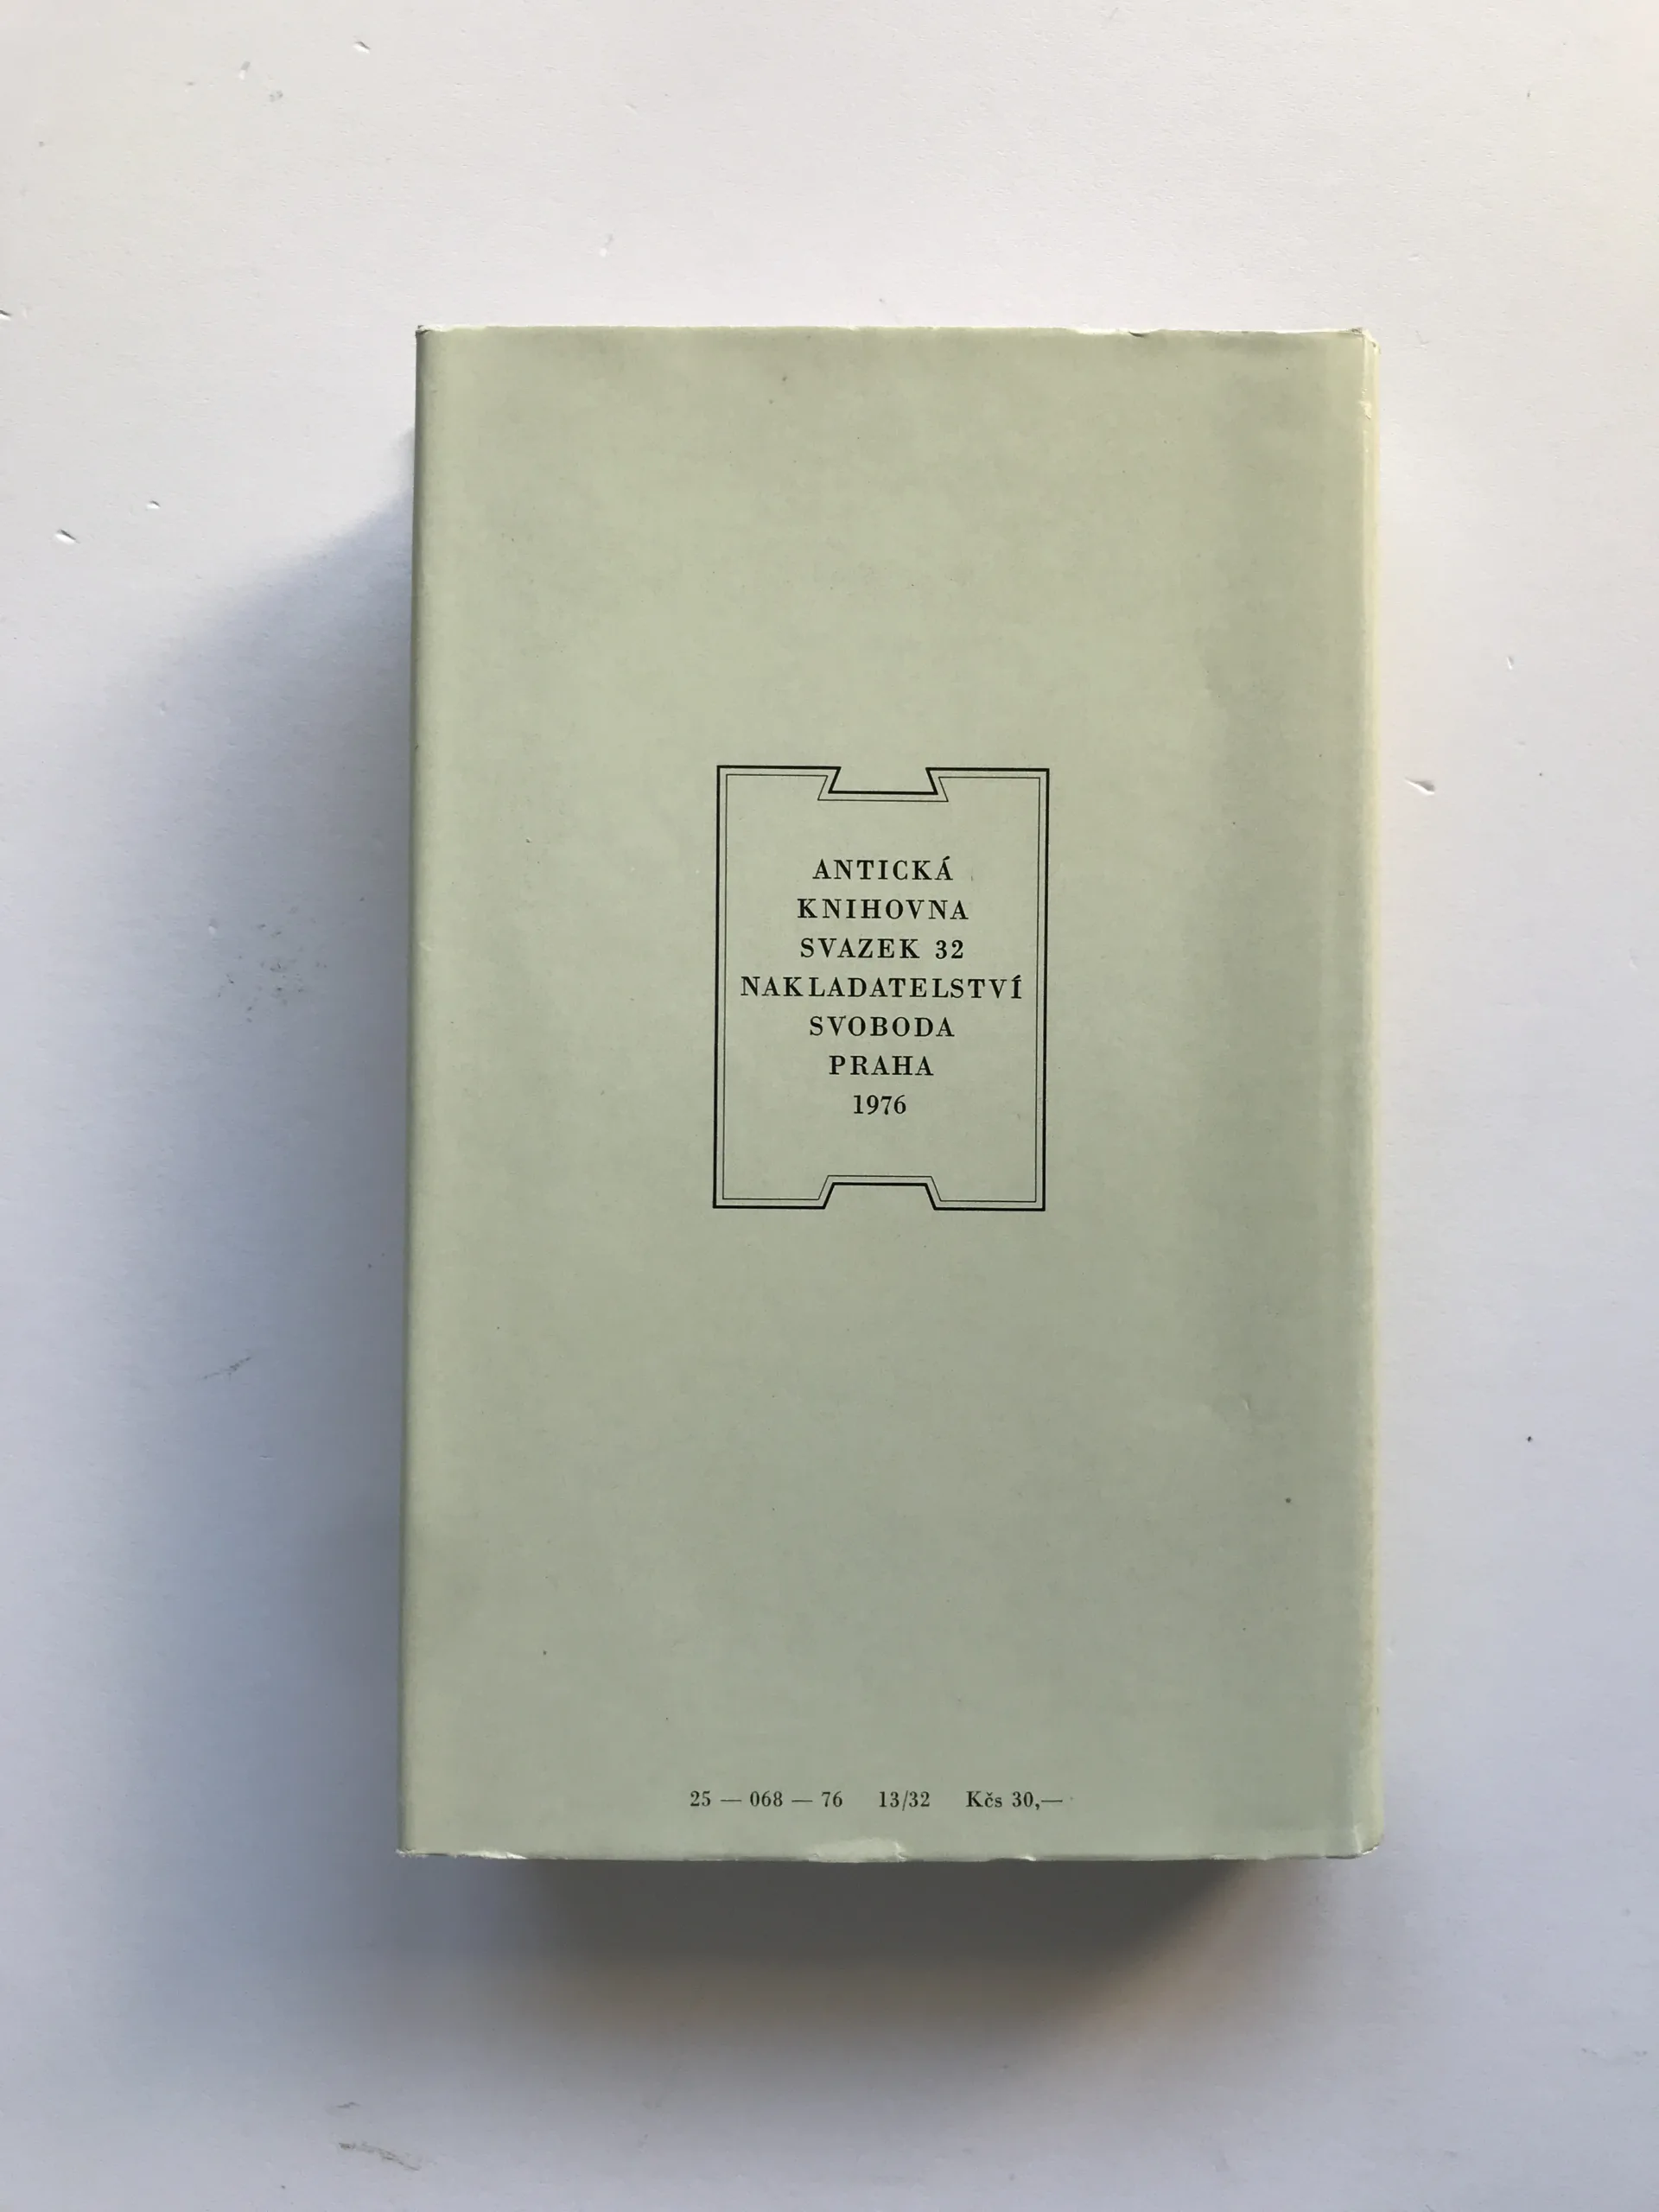 ANTICKÁ
KNIHOVNA
SVAZEK 32
NAKLADATELSTVÍ
SVOBODA
PRAHA
1976
25 — 068 — 76 13/32 Kčs 30,—